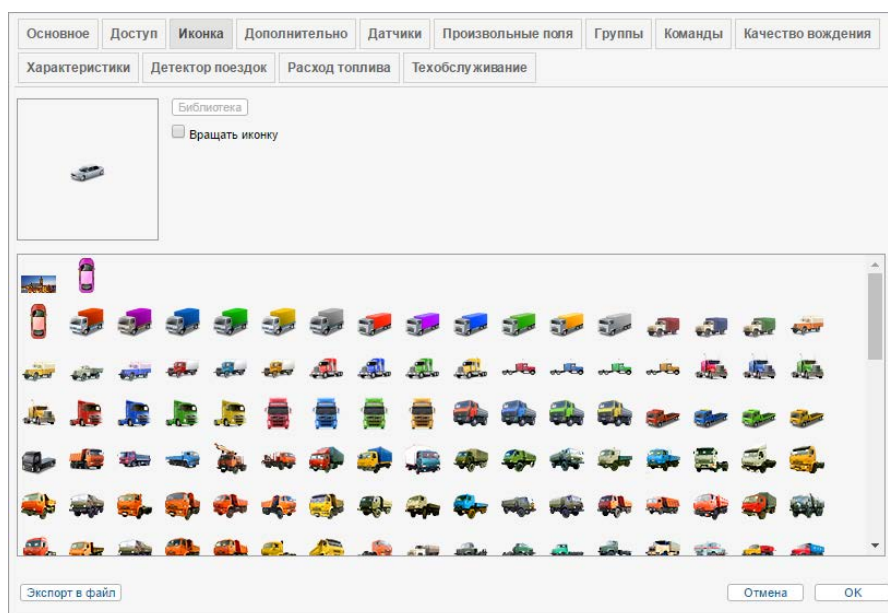 Основное Доступ Иконка Дополнительно Датчики Произвольные поля Группы Команды Качество вождения
Характеристики Детектор поездок Расход топлива Техобслуживание
Библиотека
Вращать иконку
Экспорт в файл Отмена OK